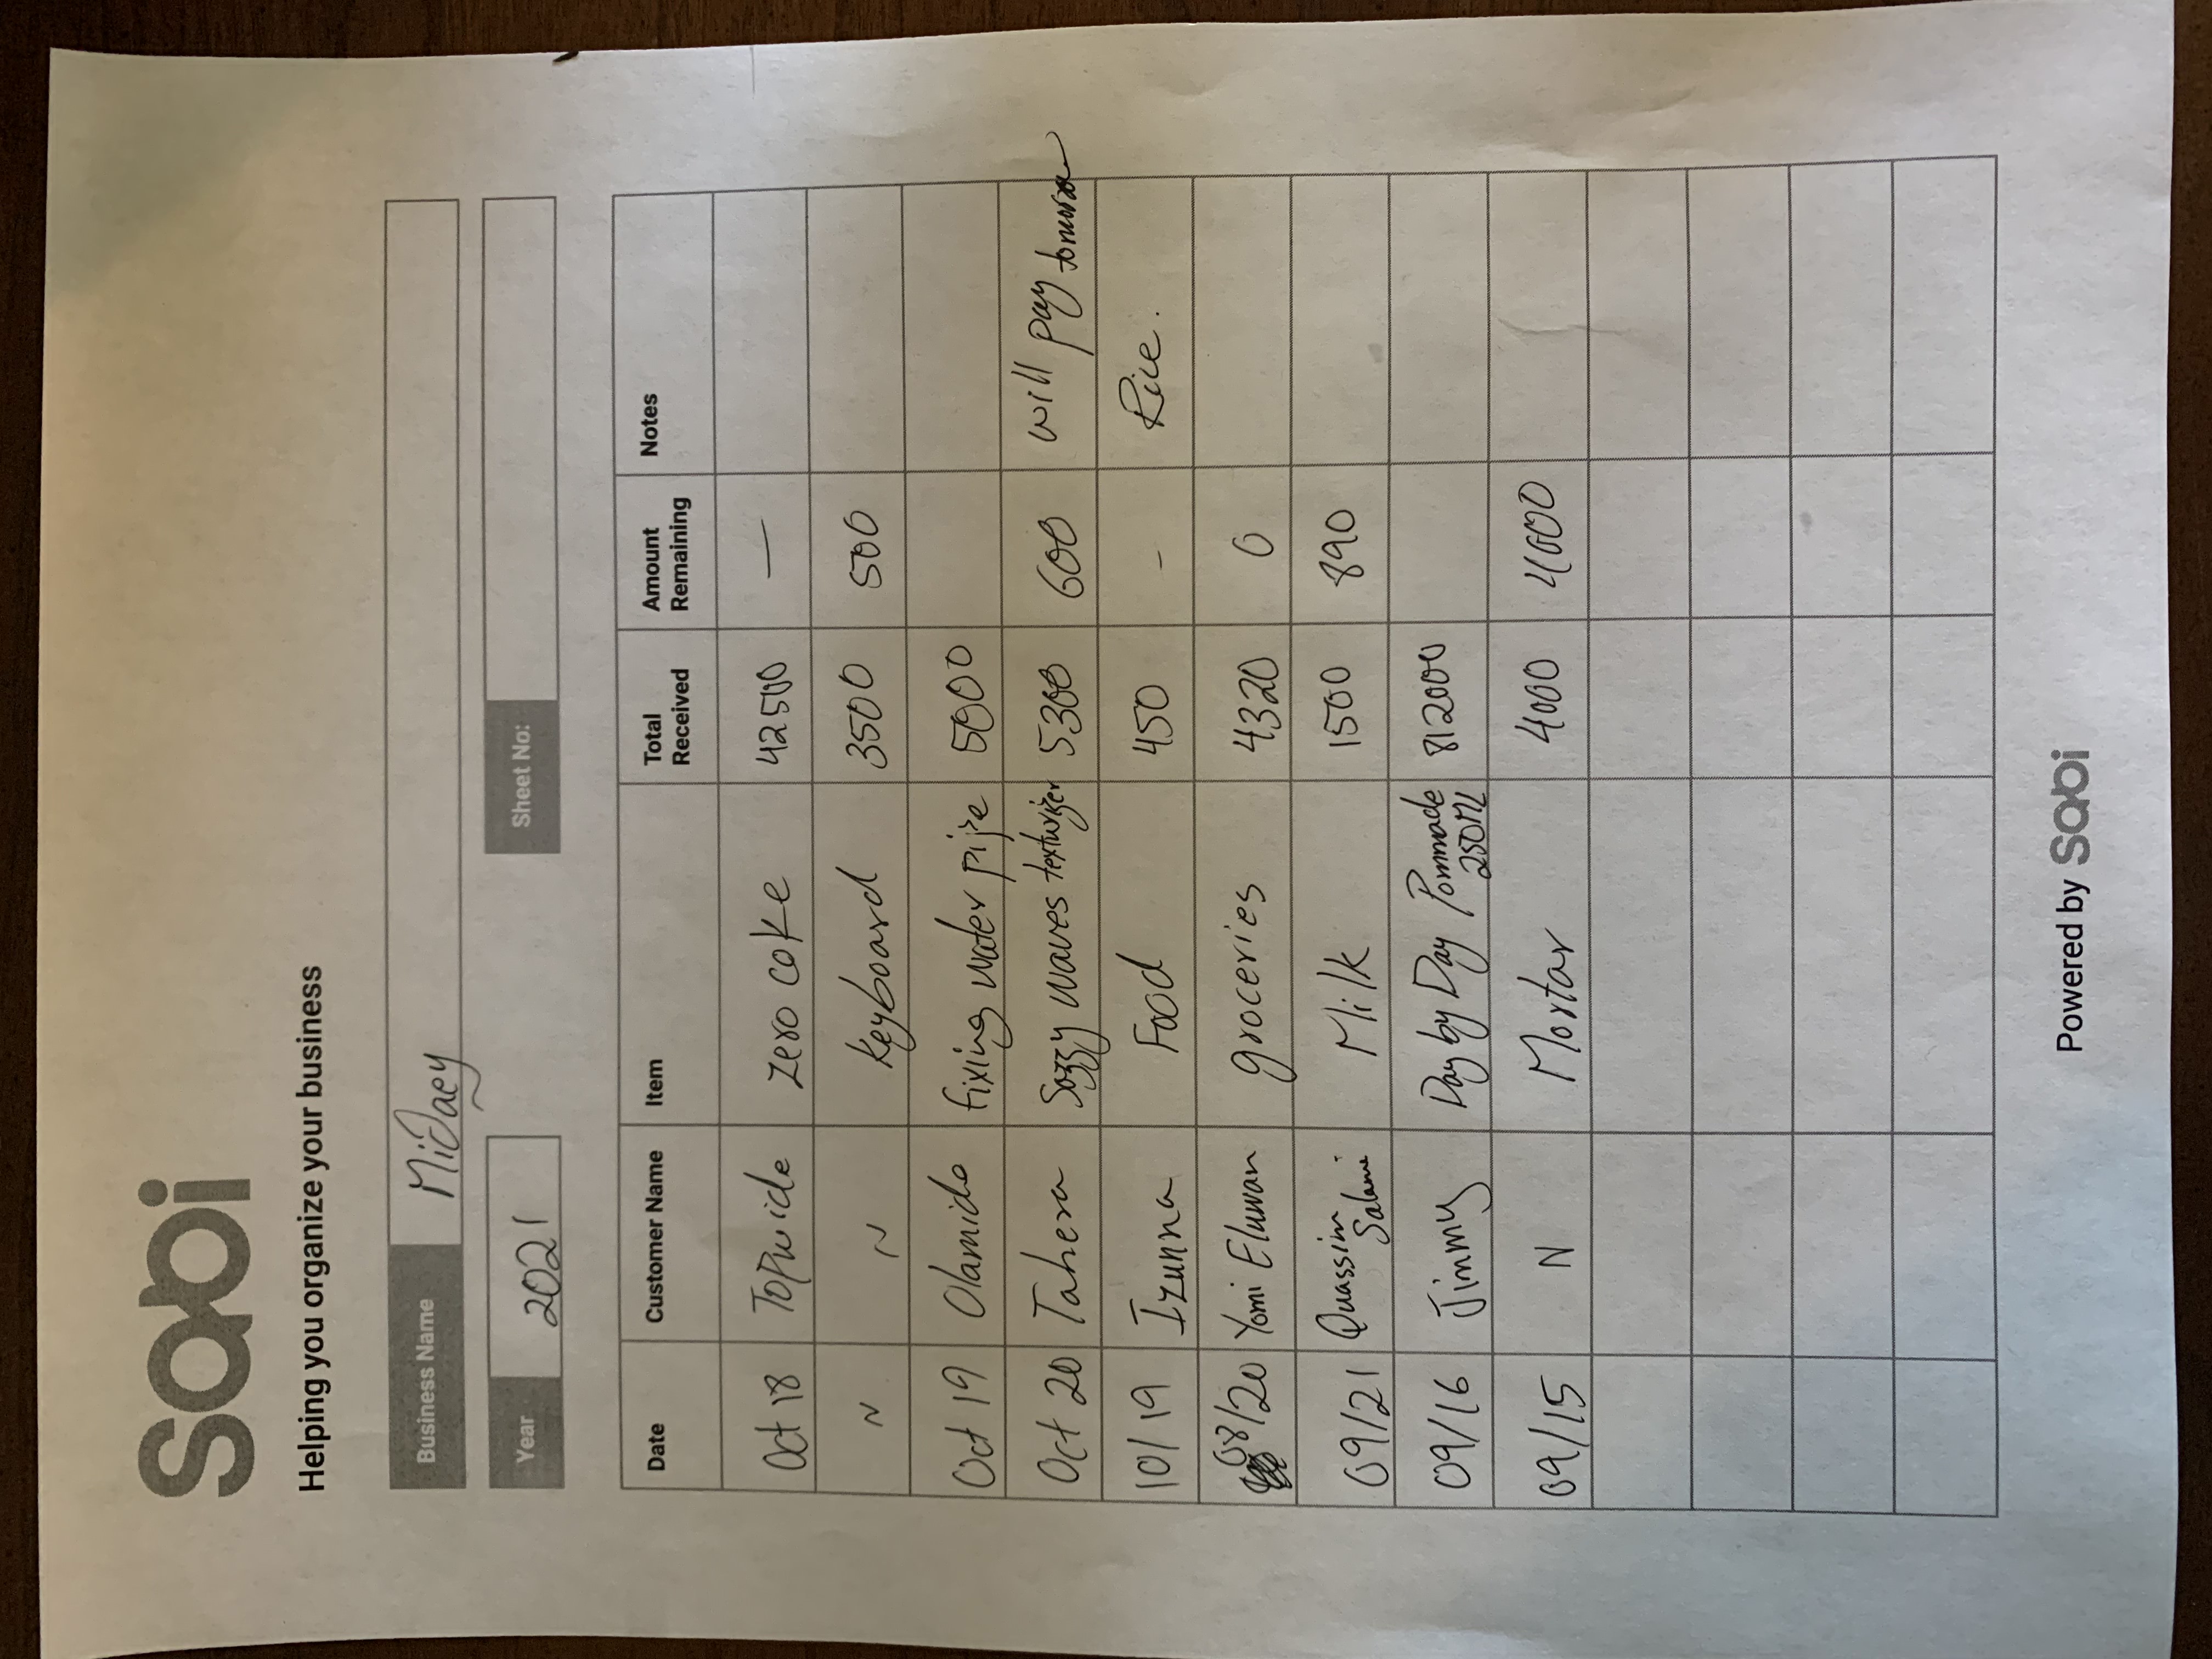 Sabi
Helping you organize your business
Business Name MiJaey
Year 2021 Sheet No:
Date Customer Name Item Total Received Amount Remaining Notes
Oct 18 Topwide zero coke 42500 —
~ ~ keyboard 3500 500
Oct 19 Olamide fixing water pipe 5000
Oct 20 Tahera Sozzy waves texturizer 5300 600 will pay tomorrow
10/19 Izunna Food 450 - Rice.
08/20 Yomi Eluwan groceries 4320 0
09/21 Quassim Salami Milk 1500 890
09/16 Jimmy Day by Day Pommade 250ML 812000
09/15 N Mortar 4000 4000
Powered by Sabi